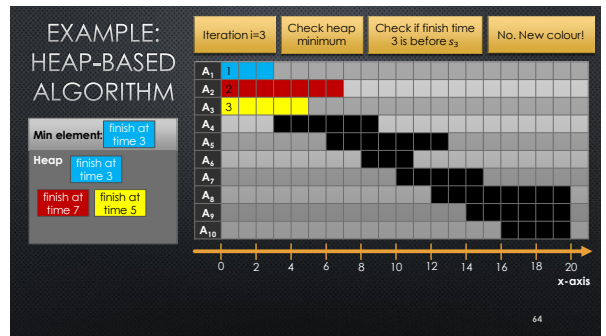 EXAMPLE:
HEAP-BASED
ALGORITHM
Iteration i=3
Check heap
minimum
Check if finish time
3 is before s₃
No. New colour!
Min element:
finish at
time 3
Heap
finish at
time 3
finish at
time 7
finish at
time 5
A₁ 1
A₂ 2
A₃ 3
A₄
A₅
A₆
A₇
A₈
A₉
A₁₀
0 2 4 6 8 10 12 14 16 18 20
x-axis
64